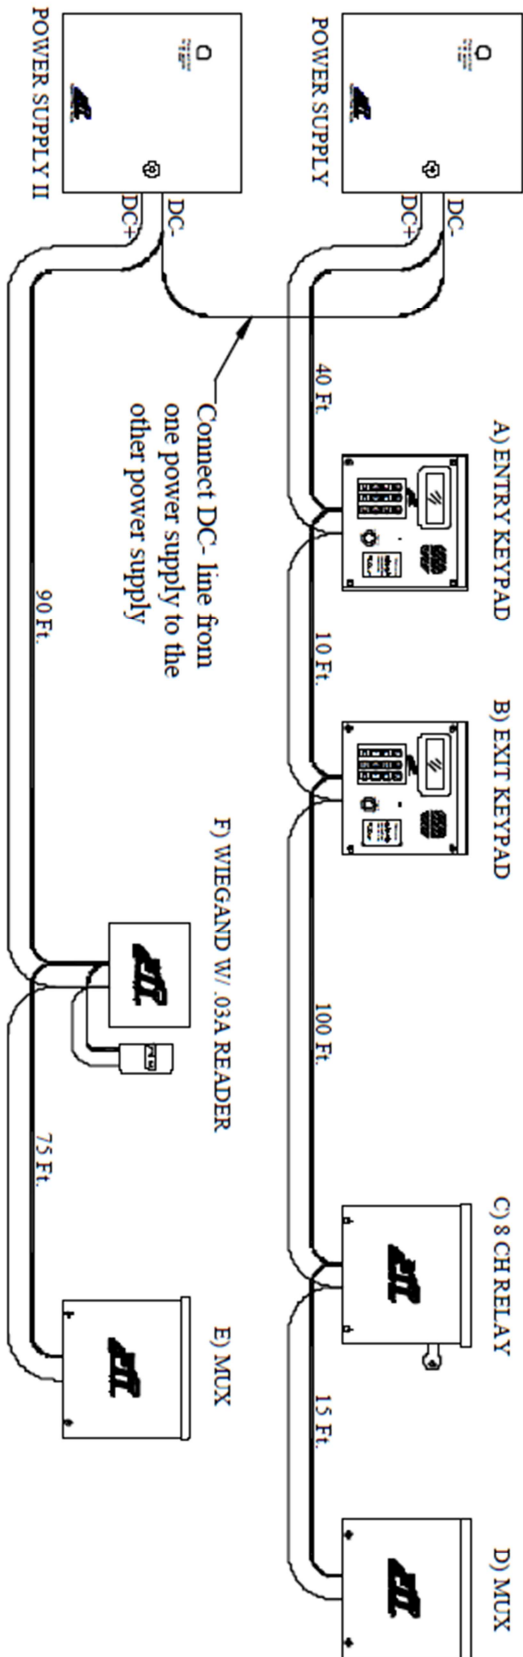 POWER SUPPLY
DC-
DC+
40 Ft.
A) ENTRY KEYPAD
10 Ft.
B) EXIT KEYPAD
100 Ft.
C) 8 CH RELAY
15 Ft.
D) MUX
Connect DC- line from
one power supply to the
other power supply
POWER SUPPLY II
DC-
DC+
90 Ft.
F) WIEGAND W/ .03A READER
75 Ft.
E) MUX